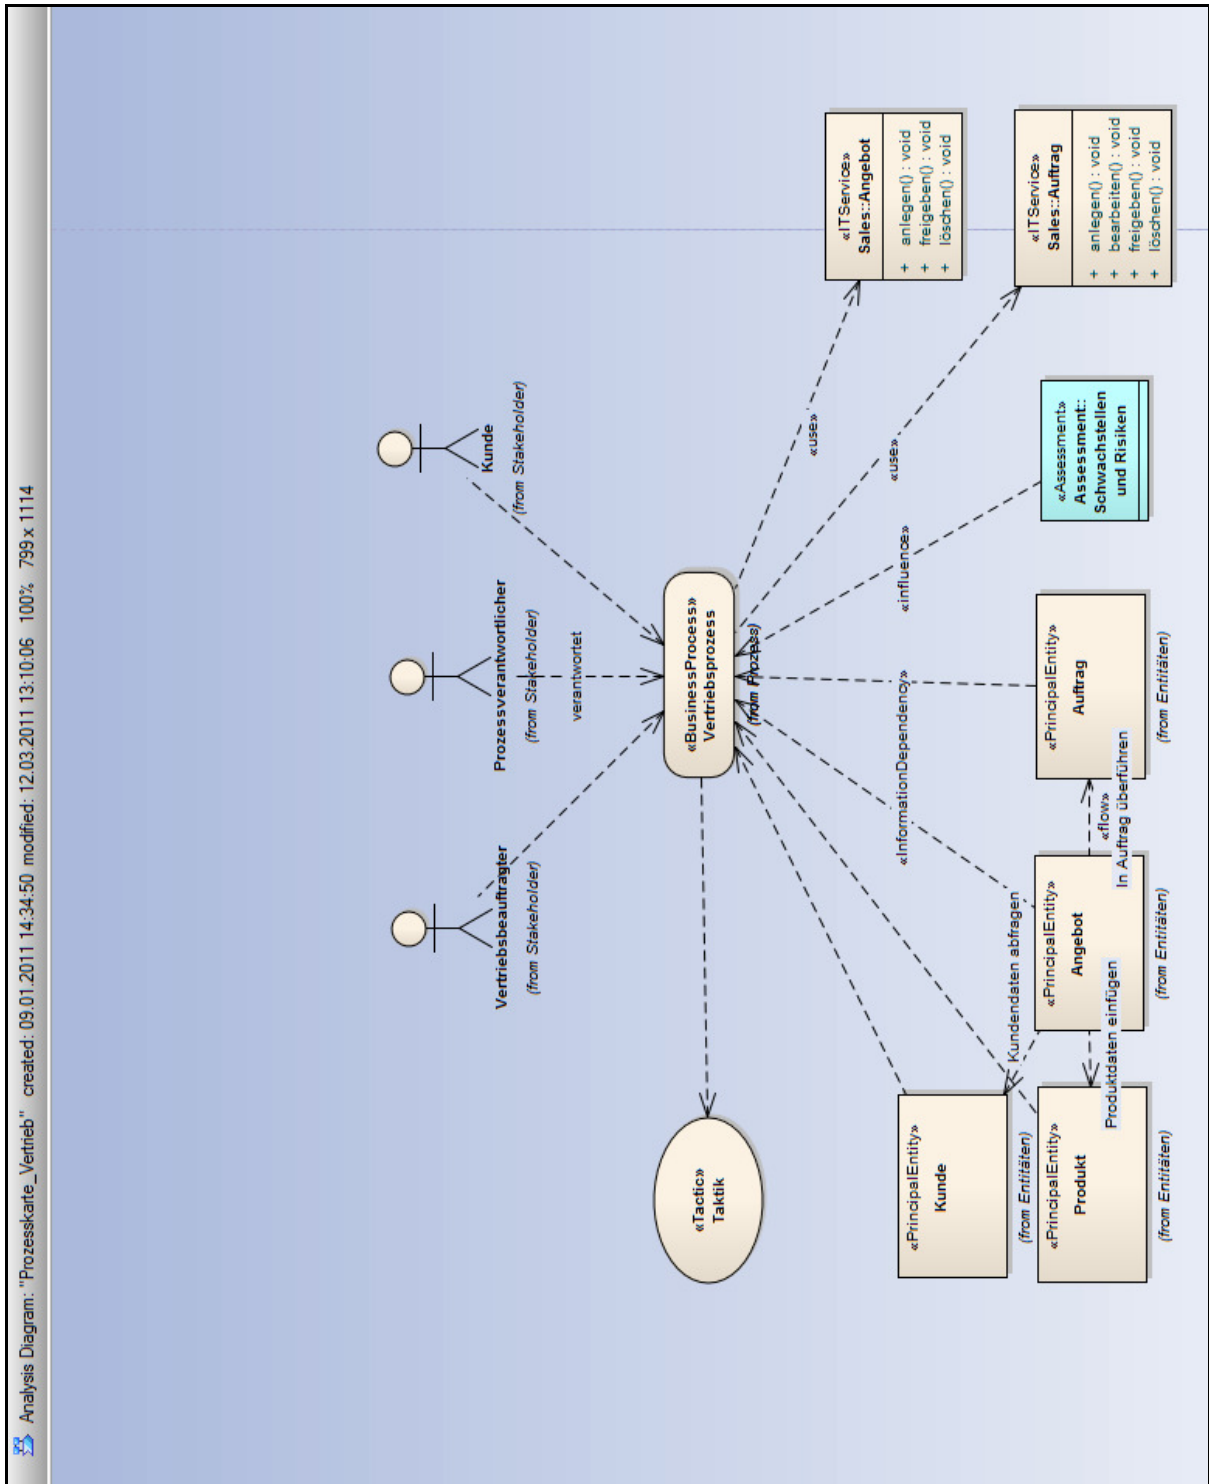 Analysis Diagram: "Prozesskarte_Vertrieb"   created: 09.01.2011 14:34:50  modified: 12.03.2011 13:10:06   100%   799 x 1114
Vertriebsbeauftragter
(from Stakeholder)
Prozessverantwortlicher
(from Stakeholder)
verantwortet
Kunde
(from Stakeholder)
«Tactic»
Taktik
«BusinessProcess»
Vertriebsprozess
(from Prozess)
«use»
«use»
«influence»
«InformationDependency»
«ITService»
Sales::Angebot
+ anlegen() : void
+ freigeben() : void
+ löschen() : void
«ITService»
Sales::Auftrag
+ anlegen() : void
+ bearbeiten() : void
+ freigeben() : void
+ löschen() : void
«PrincipalEntity»
Kunde
(from Entitäten)
Kundendaten abfragen
«PrincipalEntity»
Produkt
(from Entitäten)
Produktdaten einfügen
«PrincipalEntity»
Angebot
(from Entitäten)
«flow»
In Auftrag überführen
«PrincipalEntity»
Auftrag
(from Entitäten)
«Assessment»
Assessment::
Schwachstellen
und Risiken